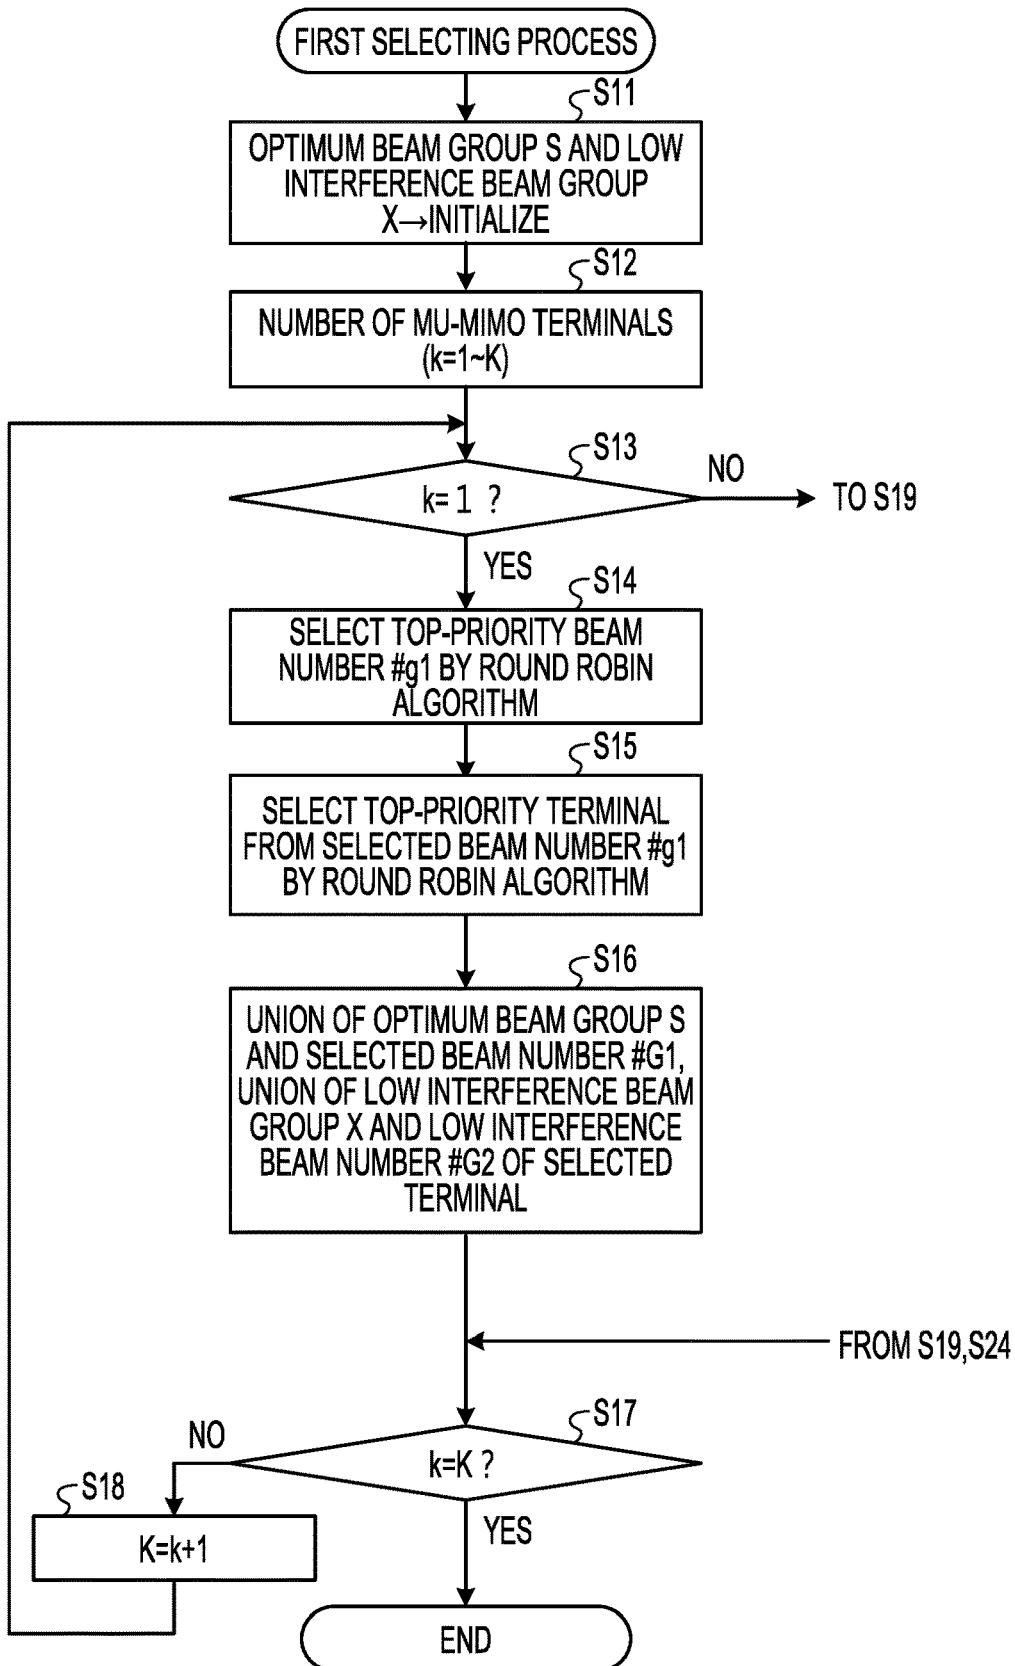 FIRST SELECTING PROCESS
S11
OPTIMUM BEAM GROUP S AND LOW
INTERFERENCE BEAM GROUP
X→INITIALIZE
S12
NUMBER OF MU-MIMO TERMINALS
(k=1~K)
S13
k= 1 ?
NO
TO S19
YES
S14
SELECT TOP-PRIORITY BEAM
NUMBER #g1 BY ROUND ROBIN
ALGORITHM
S15
SELECT TOP-PRIORITY TERMINAL
FROM SELECTED BEAM NUMBER #g1
BY ROUND ROBIN ALGORITHM
S16
UNION OF OPTIMUM BEAM GROUP S
AND SELECTED BEAM NUMBER #G1,
UNION OF LOW INTERFERENCE BEAM
GROUP X AND LOW INTERFERENCE
BEAM NUMBER #G2 OF SELECTED
TERMINAL
FROM S19,S24
S17
k=K ?
NO
S18
K=k+1
YES
END